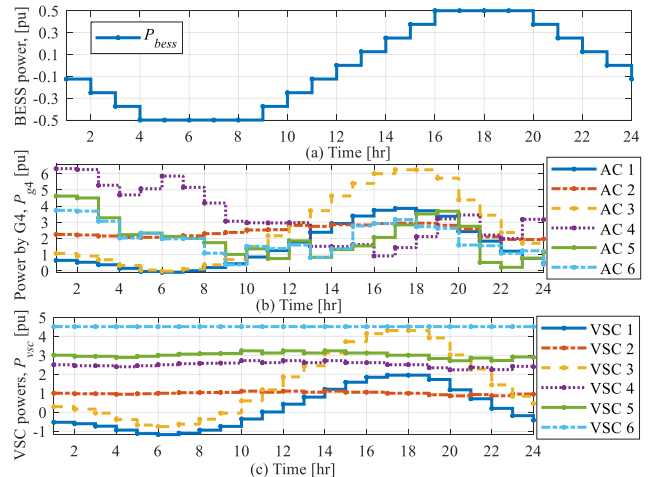 BESS power, [pu]
0.5
0.3
0.1
-0.1
-0.3
-0.5
P_bess
2 4 6 8 10 12 14 16 18 20 22 24
(a) Time [hr]
Power by G4, P_g4 [pu]
6
5
4
3
2
1
0
2 4 6 8 10 12 14 16 18 20 22 24
(b) Time [hr]
AC 1
AC 2
AC 3
AC 4
AC 5
AC 6
VSC powers, P_vsc [pu]
5
4
3
2
1
0
-1
2 4 6 8 10 12 14 16 18 20 22 24
(c) Time [hr]
VSC 1
VSC 2
VSC 3
VSC 4
VSC 5
VSC 6